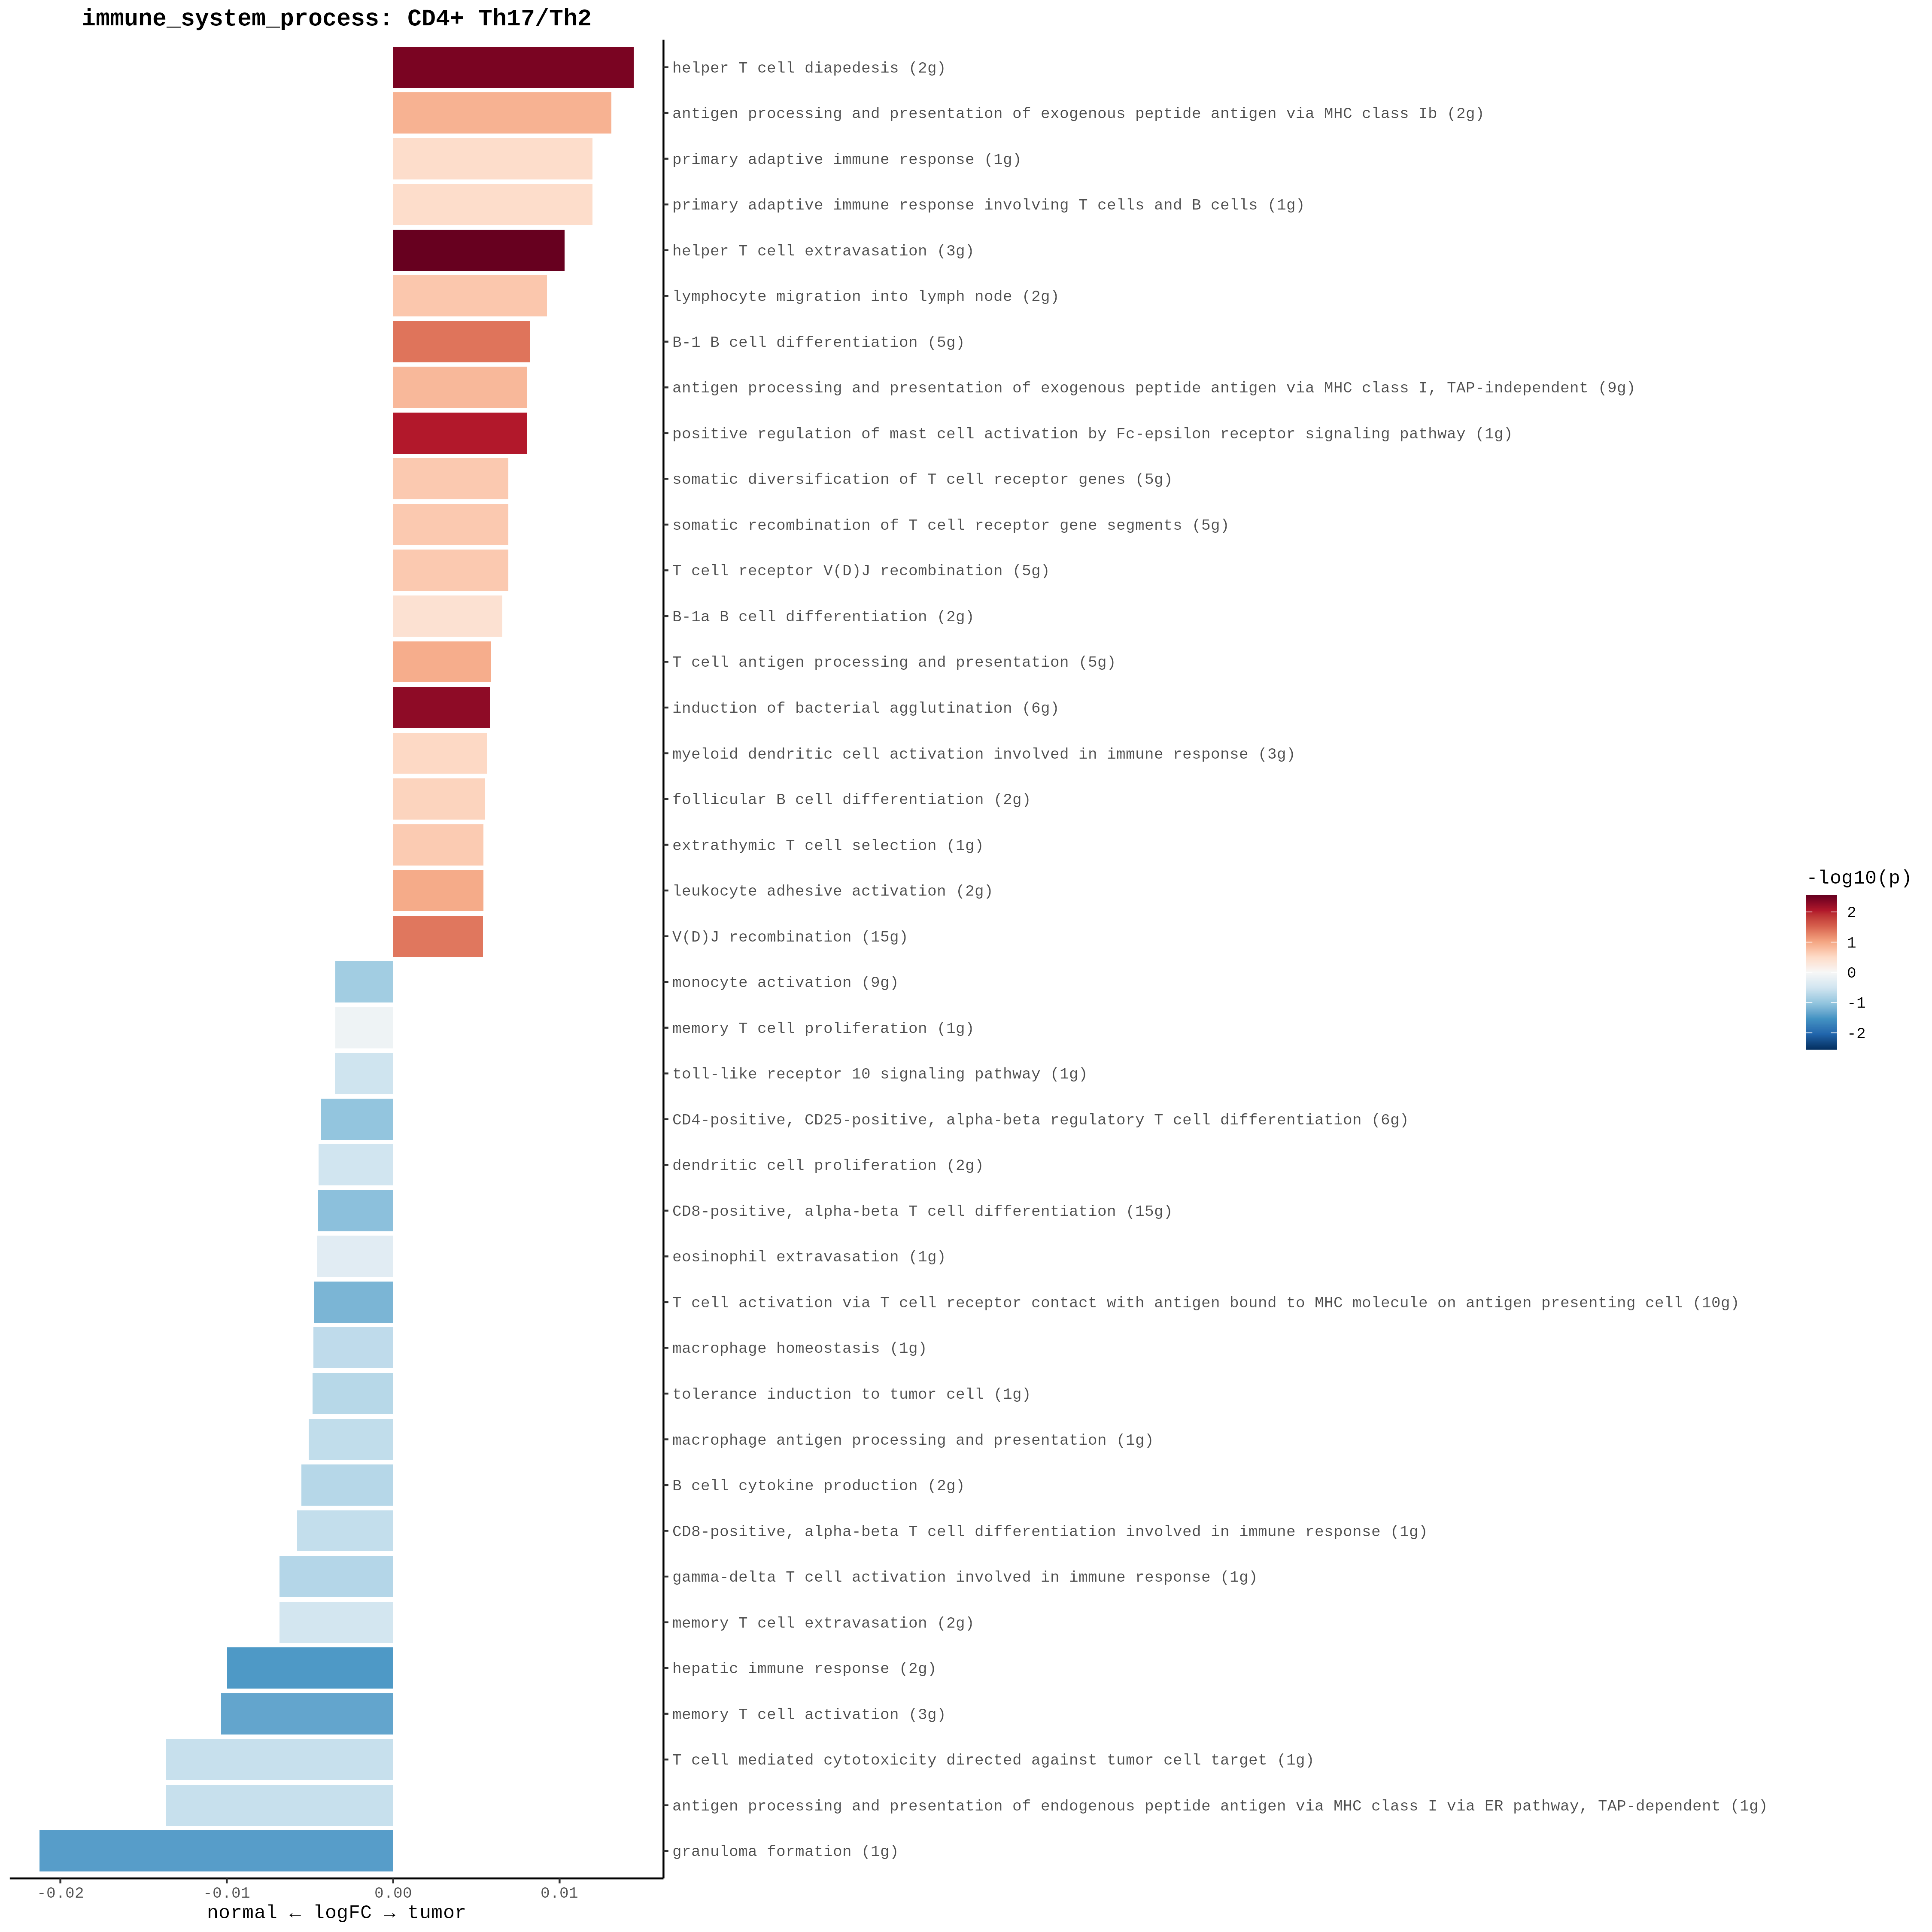 immune_system_process: CD4+ Th17/Th2
helper T cell diapedesis (2g)
antigen processing and presentation of exogenous peptide antigen via MHC class Ib (2g)
primary adaptive immune response (1g)
primary adaptive immune response involving T cells and B cells (1g)
helper T cell extravasation (3g)
lymphocyte migration into lymph node (2g)
B-1 B cell differentiation (5g)
antigen processing and presentation of exogenous peptide antigen via MHC class I, TAP-independent (9g)
positive regulation of mast cell activation by Fc-epsilon receptor signaling pathway (1g)
somatic diversification of T cell receptor genes (5g)
somatic recombination of T cell receptor gene segments (5g)
T cell receptor V(D)J recombination (5g)
B-1a B cell differentiation (2g)
T cell antigen processing and presentation (5g)
induction of bacterial agglutination (6g)
myeloid dendritic cell activation involved in immune response (3g)
follicular B cell differentiation (2g)
extrathymic T cell selection (1g)
leukocyte adhesive activation (2g)
V(D)J recombination (15g)
monocyte activation (9g)
memory T cell proliferation (1g)
toll-like receptor 10 signaling pathway (1g)
CD4-positive, CD25-positive, alpha-beta regulatory T cell differentiation (6g)
dendritic cell proliferation (2g)
CD8-positive, alpha-beta T cell differentiation (15g)
eosinophil extravasation (1g)
T cell activation via T cell receptor contact with antigen bound to MHC molecule on antigen presenting cell (10g)
macrophage homeostasis (1g)
tolerance induction to tumor cell (1g)
macrophage antigen processing and presentation (1g)
B cell cytokine production (2g)
CD8-positive, alpha-beta T cell differentiation involved in immune response (1g)
gamma-delta T cell activation involved in immune response (1g)
memory T cell extravasation (2g)
hepatic immune response (2g)
memory T cell activation (3g)
T cell mediated cytotoxicity directed against tumor cell target (1g)
antigen processing and presentation of endogenous peptide antigen via MHC class I via ER pathway, TAP-dependent (1g)
granuloma formation (1g)
-0.02 -0.01 0.00 0.01
normal ← logFC → tumor
-log10(p)
2
1
0
-1
-2